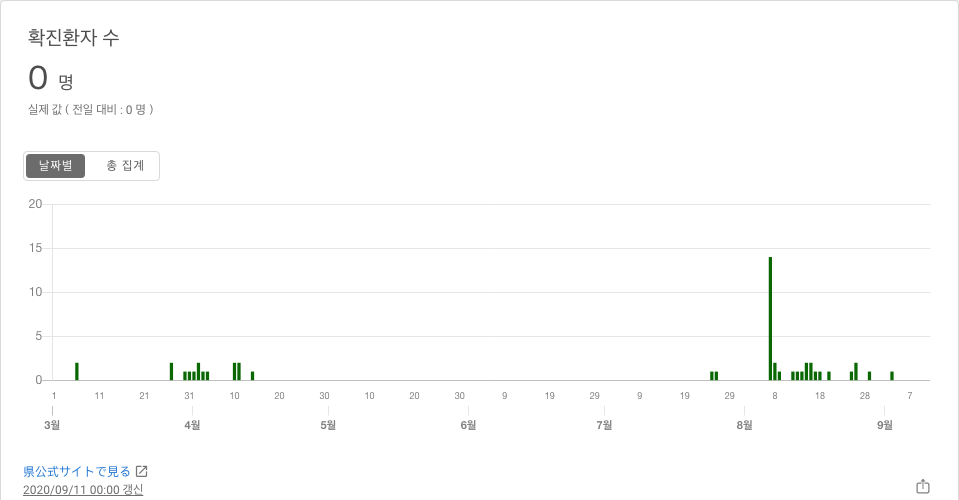 확진환자 수
0 명
실제 값 ( 전일 대비 : 0 명 )
날짜별 총 집계
20
15
10
5
0
1 11 21 31 10 20 30 10 20 30 9 19 29 9 19 29 8 18 28 7
3월 4월 5월 6월 7월 8월 9월
県公式サイトで見る
2020/09/11 00:00 갱신